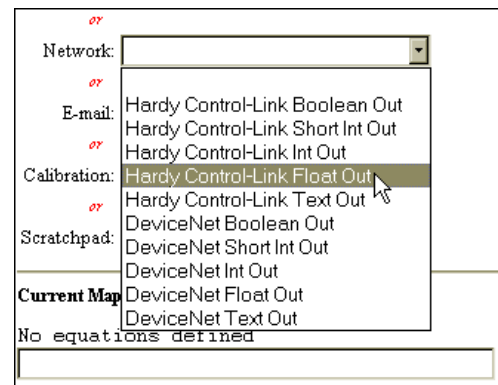 or
Network:
or
Hardy Control-Link Boolean Out
E-mail:
Hardy Control-Link Short Int Out
or
Hardy Control-Link Int Out
Calibration:
Hardy Control-Link Float Out
or
Hardy Control-Link Text Out
Scratchpad:
DeviceNet Boolean Out
DeviceNet Short Int Out
DeviceNet Int Out
Current Map
DeviceNet Float Out
DeviceNet Text Out
No equations defined